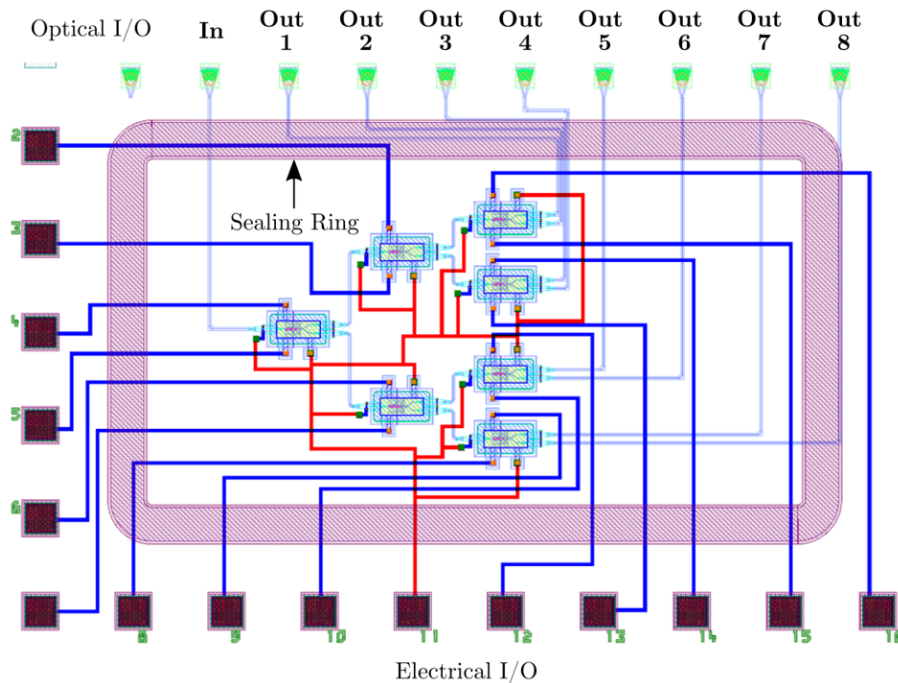 Optical I/O
In
Out 1
Out 2
Out 3
Out 4
Out 5
Out 6
Out 7
Out 8
2
3
Sealing Ring
4
5
6
8
9
10
11
12
13
14
15
16
Electrical I/O